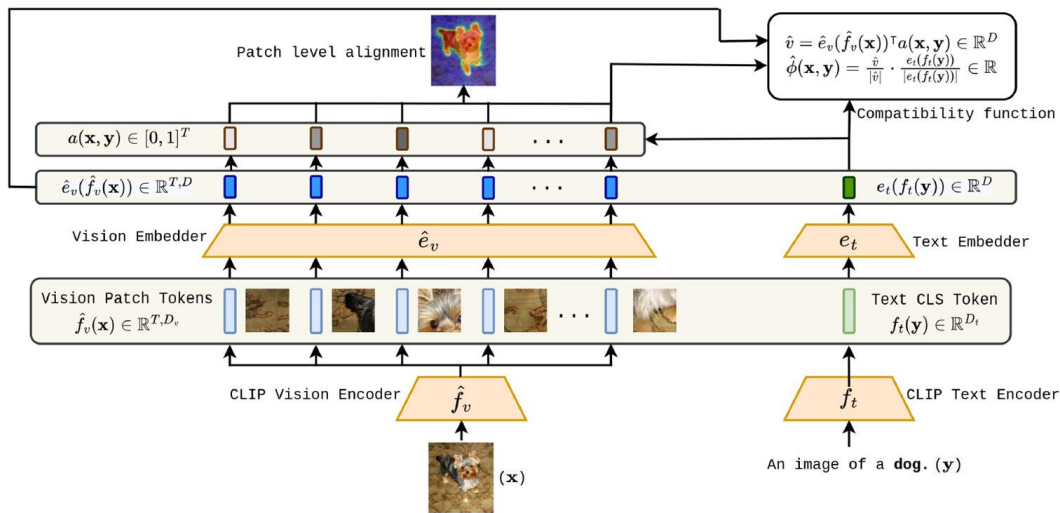 Patch level alignment
v̂ = ê_v(f̂_v(x))ᵀa(x, y) ∈ ℝ^D
φ̂(x, y) = v̂/|v̂| · e_t(f_t(y))/|e_t(f_t(y))| ∈ ℝ
Compatibility function
a(x, y) ∈ [0, 1]^T
...
ê_v(f̂_v(x)) ∈ ℝ^{T,D}
...
e_t(f_t(y)) ∈ ℝ^D
Vision Embedder
ê_v
e_t
Text Embedder
Vision Patch Tokens
f̂_v(x) ∈ ℝ^{T,D_v}
...
Text CLS Token
f_t(y) ∈ ℝ^{D_t}
CLIP Vision Encoder
f̂_v
f_t
CLIP Text Encoder
(x)
An image of a dog. (y)